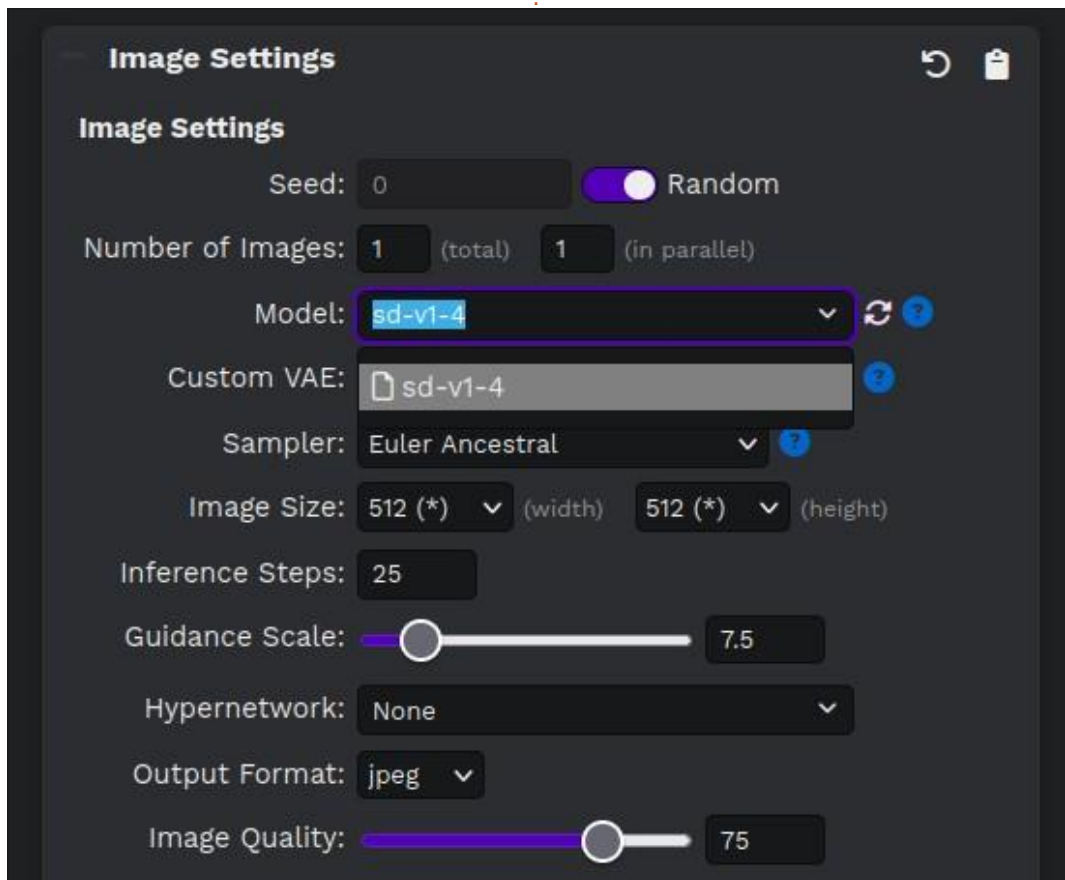 Image Settings
Image Settings
Seed: 0 Random
Number of Images: 1 (total) 1 (in parallel)
Model: sd-v1-4 ?
Custom VAE: sd-v1-4 ?
Sampler: Euler Ancestral ?
Image Size: 512 (*) (width) 512 (*) (height)
Inference Steps: 25
Guidance Scale: 7.5
Hypernetwork: None
Output Format: jpeg
Image Quality: 75